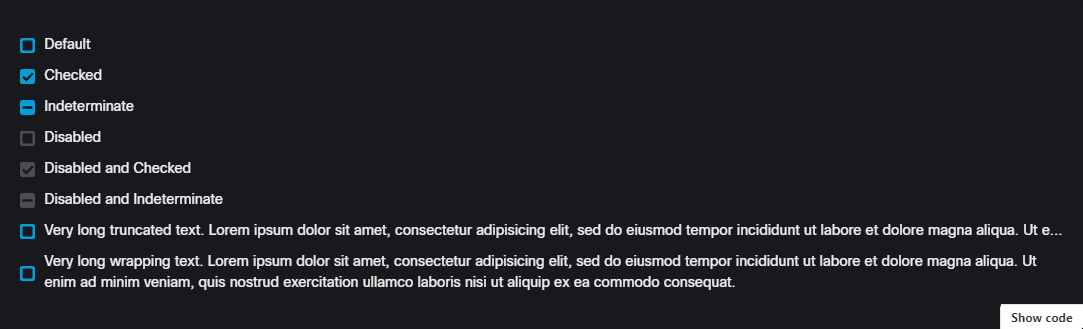 Default
Checked
Indeterminate
Disabled
Disabled and Checked
Disabled and Indeterminate
Very long truncated text. Lorem ipsum dolor sit amet, consectetur adipisicing elit, sed do eiusmod tempor incididunt ut labore et dolore magna aliqua. Ut e...
Very long wrapping text. Lorem ipsum dolor sit amet, consectetur adipisicing elit, sed do eiusmod tempor incididunt ut labore et dolore magna aliqua. Ut
enim ad minim veniam, quis nostrud exercitation ullamco laboris nisi ut aliquip ex ea commodo consequat.
Show code